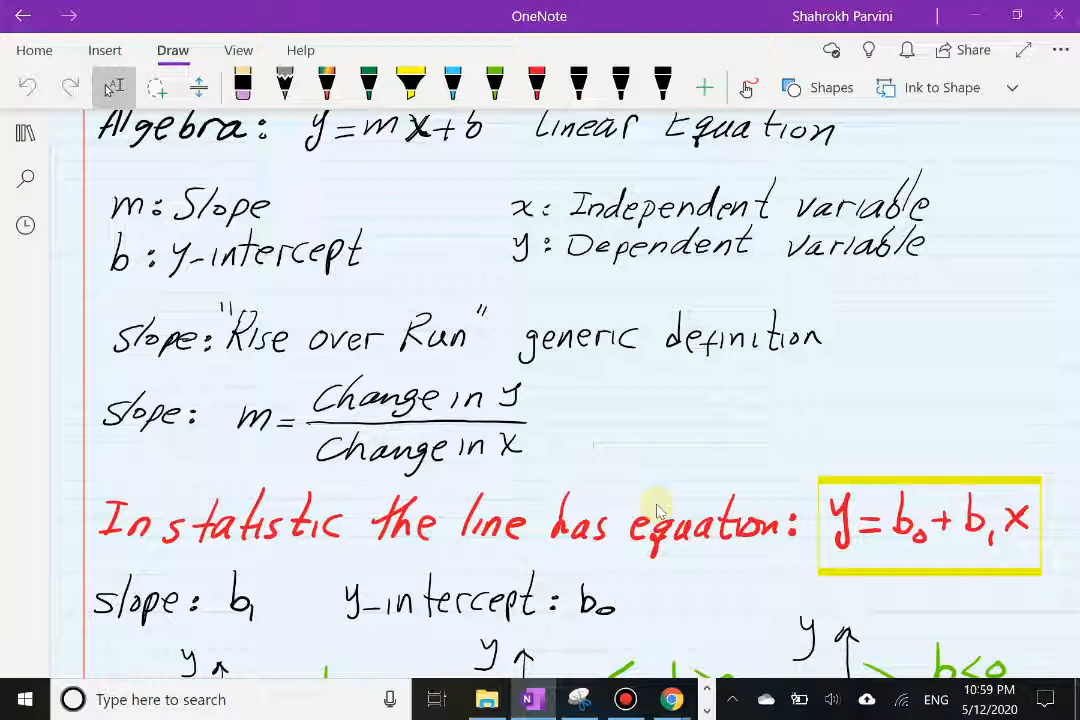 OneNote
Shahrokh Parvini
Home Insert Draw View Help
Share
Shapes
Ink to Shape
Algebra: y = mx + b Linear Equation
m: Slope x: Independent variable
b: y-intercept y: Dependent variable
slope: "Rise over Run" generic definition
slope: m = Change in y / Change in x
In statistic the line has equation: y = b₀ + b₁x
slope: b₁ y-intercept: b₀
y y y b<0
Type here to search
ENG
10:59 PM
5/12/2020